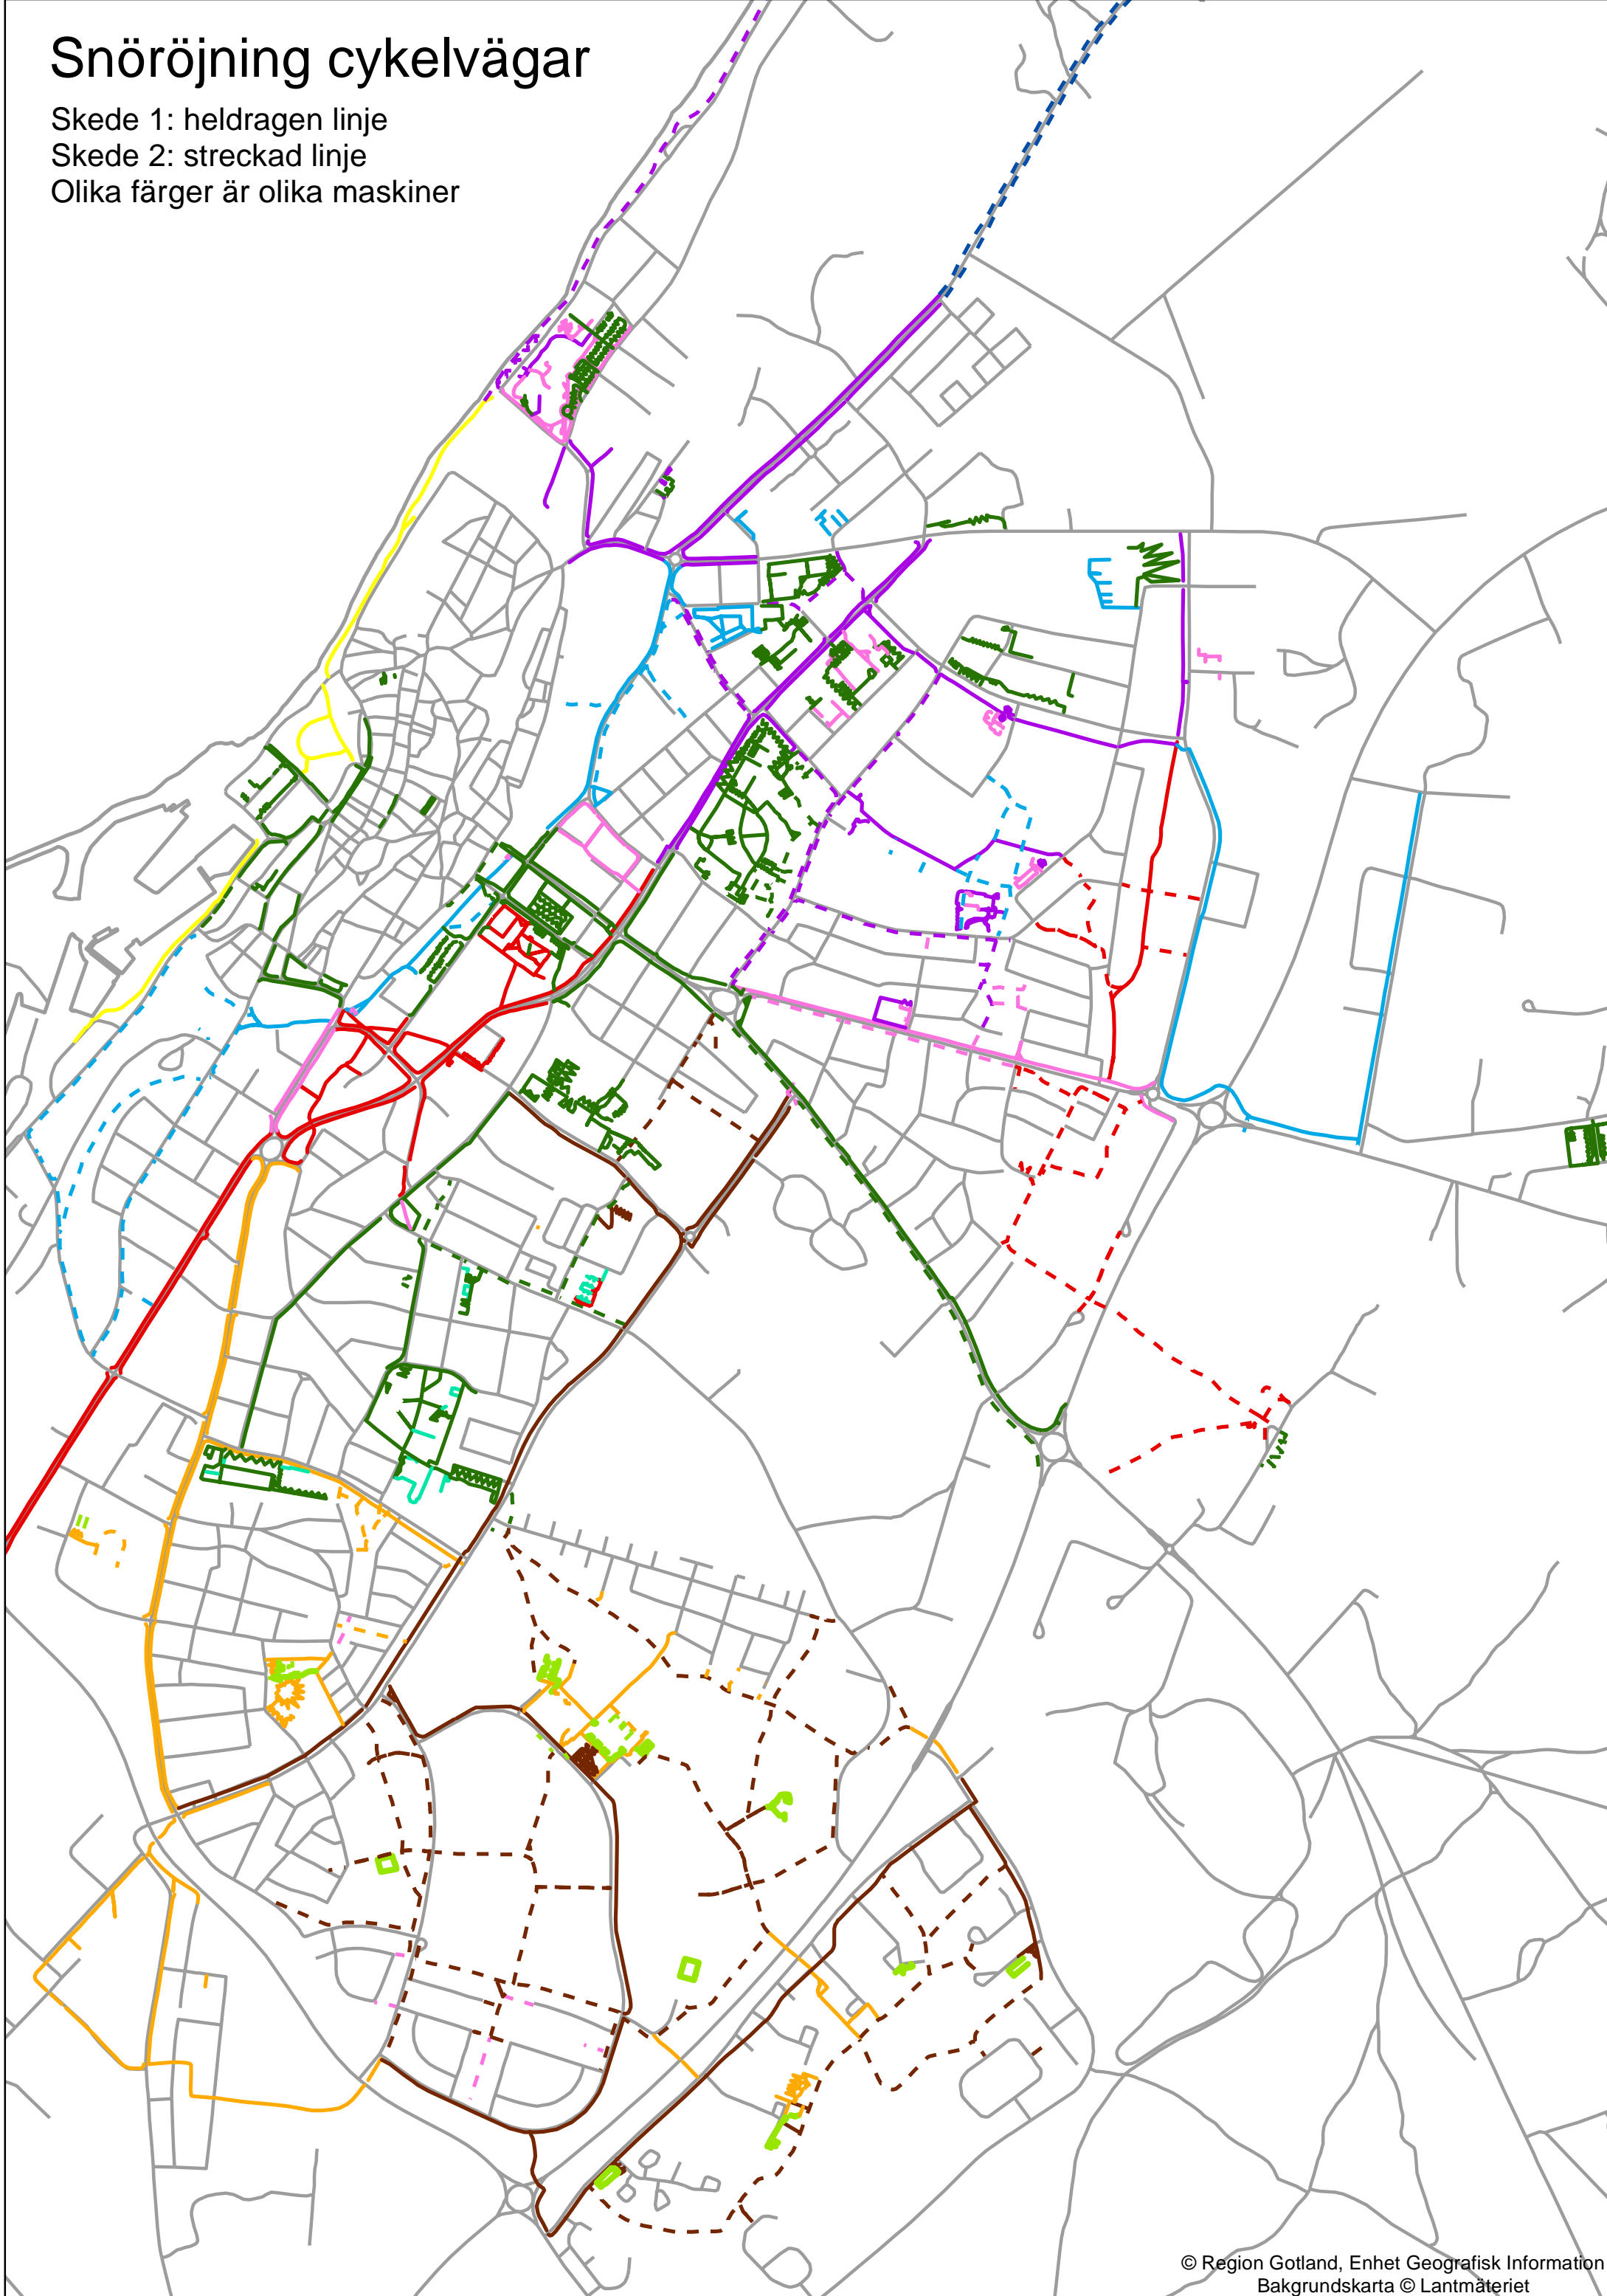 Snöröjning cykelvägar
Skede 1: heldragen linje
Skede 2: streckad linje
Olika färger är olika maskiner
© Region Gotland, Enhet Geografisk Information
Bakgrundskarta © Lantmäteriet